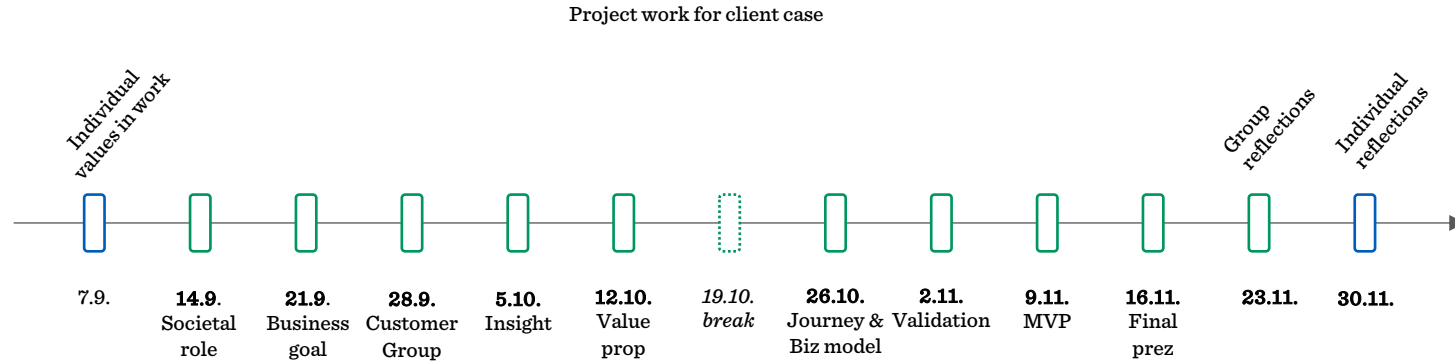 Project work for client case
Individual
values in work
Group
reflections
Individual
reflections
7.9.
14.9.
Societal
role
21.9.
Business
goal
28.9.
Customer
Group
5.10.
Insight
12.10.
Value
prop
19.10.
break
26.10.
Journey &
Biz model
2.11.
Validation
9.11.
MVP
16.11.
Final
prez
23.11.
30.11.